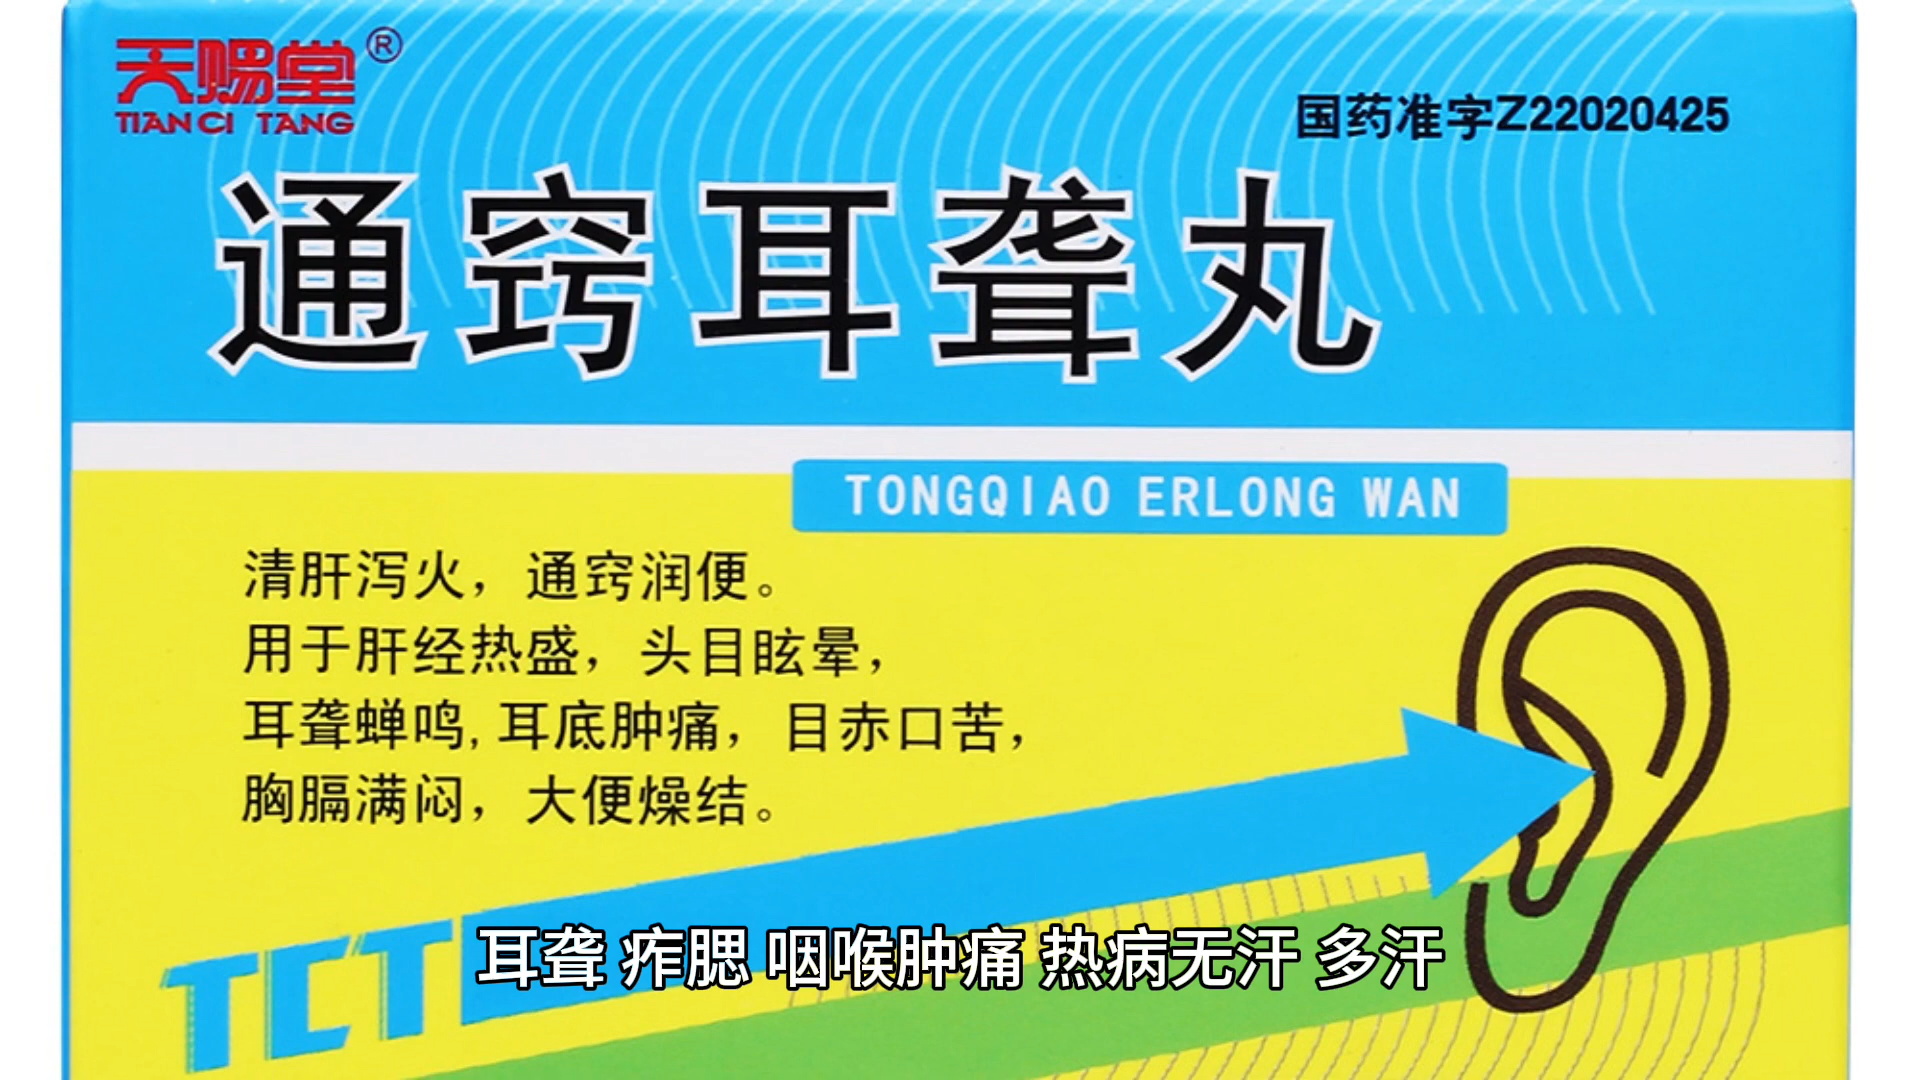 天赐堂®
TIANCI TANG
国药准字Z22020425
通窍耳聋丸
TONGQIAO ERLONG WAN
清肝泻火，通窍润便。
用于肝经热盛，头目眩晕，
耳聋蝉鸣，耳底肿痛，目赤口苦，
胸膈满闷，大便燥结。
TCT
耳聋 痄腮 咽喉肿痛 热病无汗 多汗